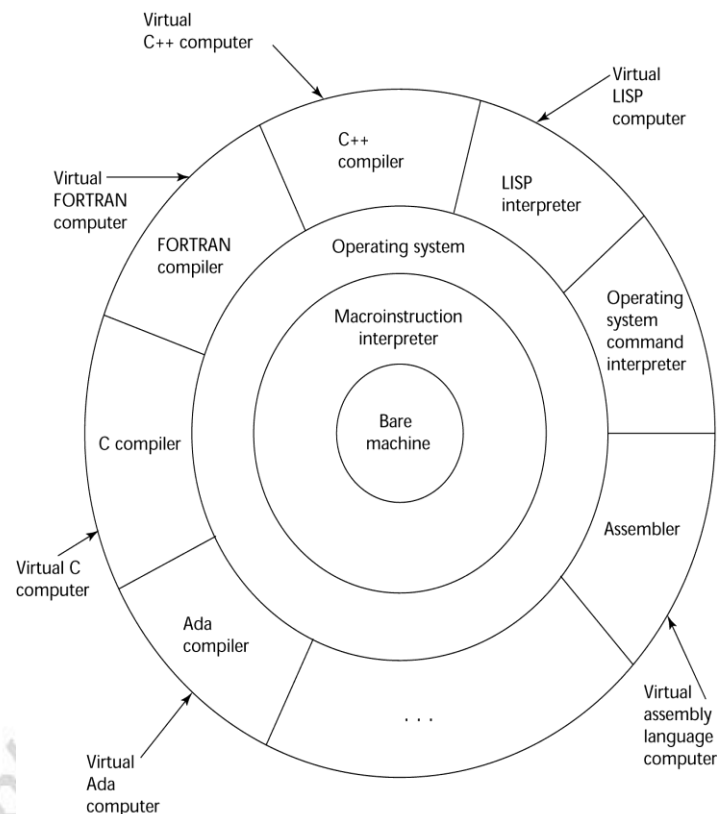 Virtual
C++ computer
Virtual
LISP
computer
C++
compiler
Virtual
FORTRAN
computer
LISP
interpreter
FORTRAN
compiler
Operating system
Operating
system
command
interpreter
Macroinstruction
interpreter
Bare
machine
C compiler
Assembler
Virtual C
computer
Ada
compiler
. . .
Virtual
assembly
language
computer
Virtual
Ada
computer